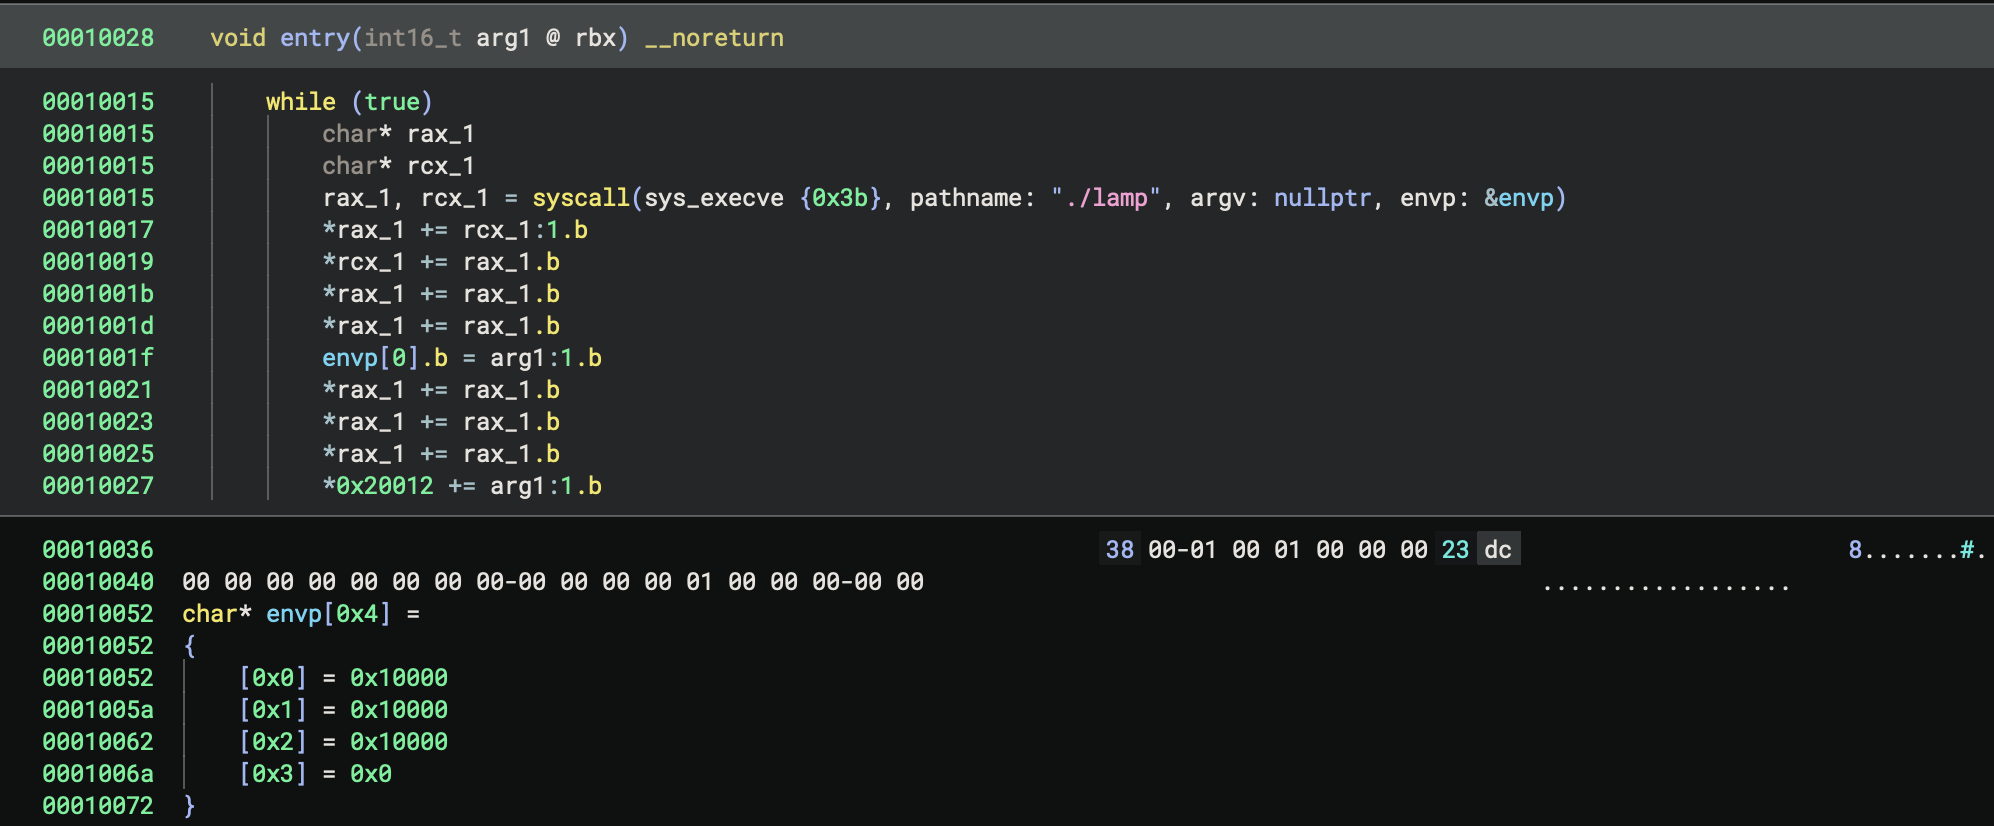 00010028 void entry(int16_t arg1 @ rbx) __noreturn
00010015 while (true)
00010015 char* rax_1
00010015 char* rcx_1
00010015 rax_1, rcx_1 = syscall(sys_execve {0x3b}, pathname: "./lamp", argv: nullptr, envp: &envp)
00010017 *rax_1 += rcx_1:1.b
00010019 *rcx_1 += rax_1.b
0001001b *rax_1 += rax_1.b
0001001d *rax_1 += rax_1.b
0001001f envp[0].b = arg1:1.b
00010021 *rax_1 += rax_1.b
00010023 *rax_1 += rax_1.b
00010025 *rax_1 += rax_1.b
00010027 *0x20012 += arg1:1.b
00010036 38 00-01 00 01 00 00 00 23 dc 8.......#.
00010040 00 00 00 00 00 00 00 00-00 00 00 00 01 00 00 00-00 00 ..................
00010052 char* envp[0x4] =
00010052 {
00010052 [0x0] = 0x10000
0001005a [0x1] = 0x10000
00010062 [0x2] = 0x10000
0001006a [0x3] = 0x0
00010072 }